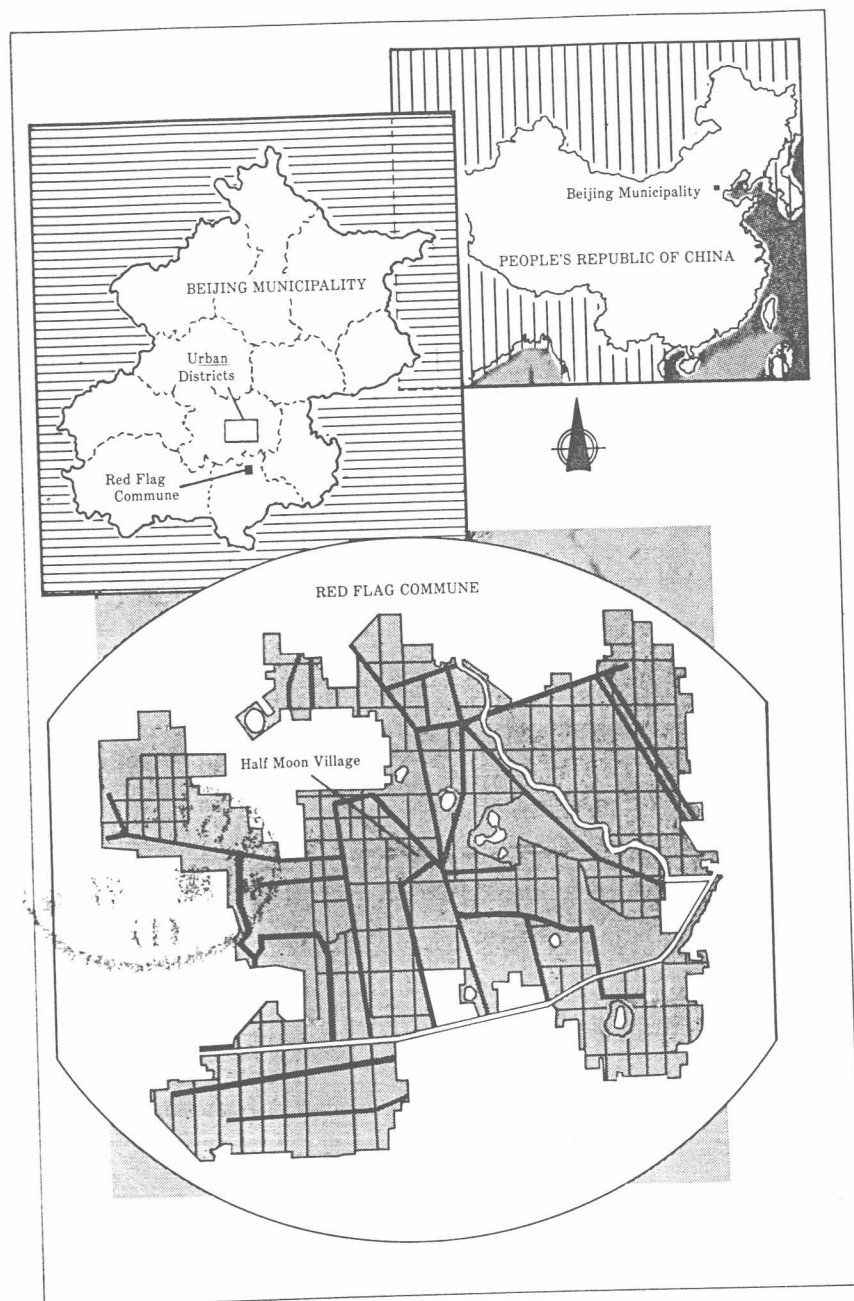 Beijing Municipality
PEOPLE'S REPUBLIC OF CHINA
BEIJING MUNICIPALITY
Urban
Districts
Red Flag
Commune
RED FLAG COMMUNE
Half Moon Village